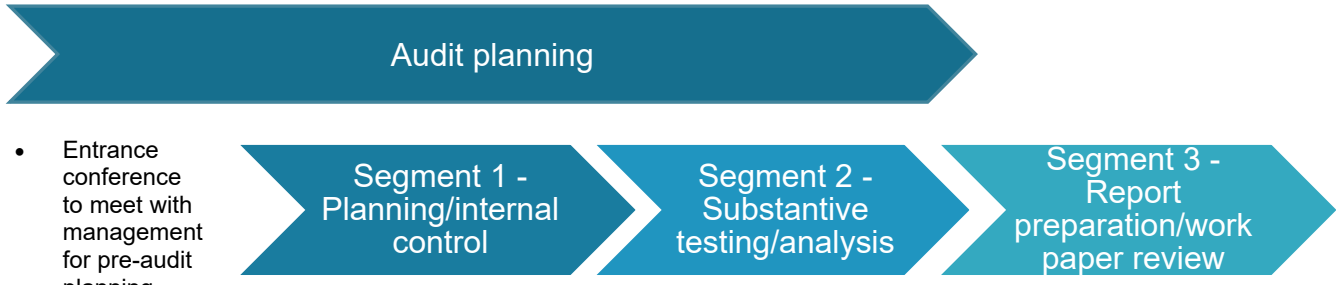 Audit planning
• Entrance
conference
to meet with
management
for pre-audit
planning
Segment 1 -
Planning/internal
control
Segment 2 -
Substantive
testing/analysis
Segment 3 -
Report
preparation/work
paper review